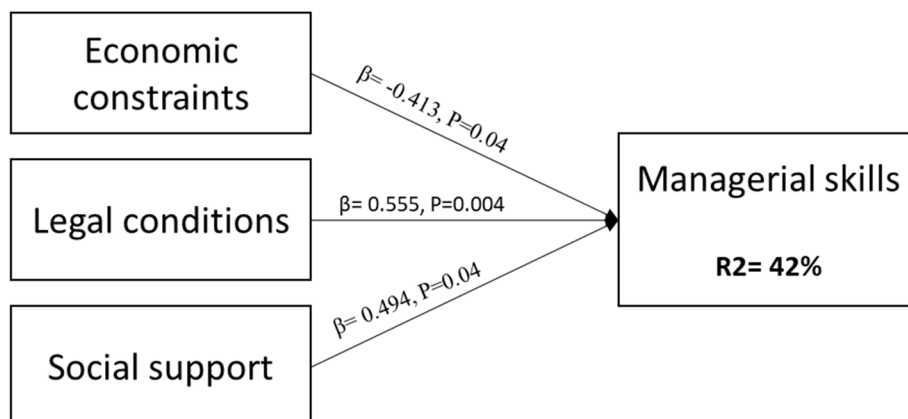 Economic
constraints
β= -0.413, P=0.04
Legal conditions
β= 0.555, P=0.004
Social support
β= 0.494, P=0.04
Managerial skills
R2= 42%